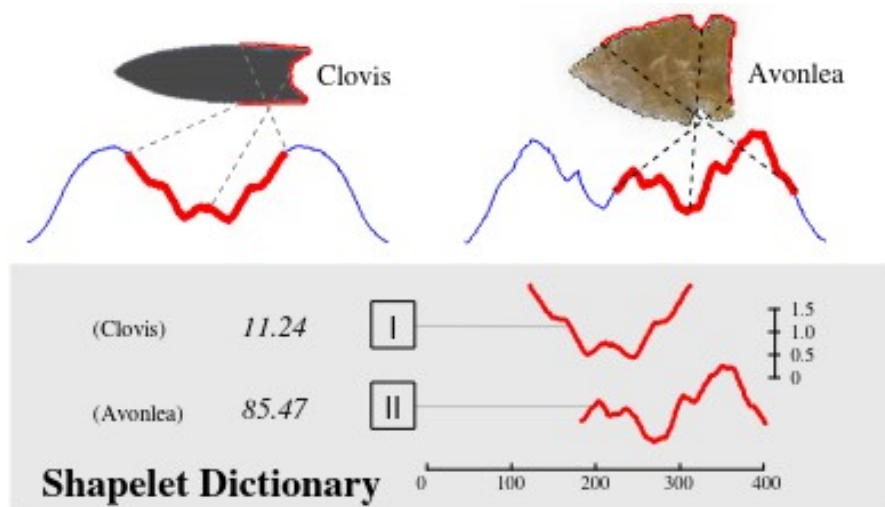 Clovis
Avonlea
(Clovis) 11.24 I
1.5
1.0
0.5
0
(Avonlea) 85.47 II
Shapelet Dictionary
0 100 200 300 400